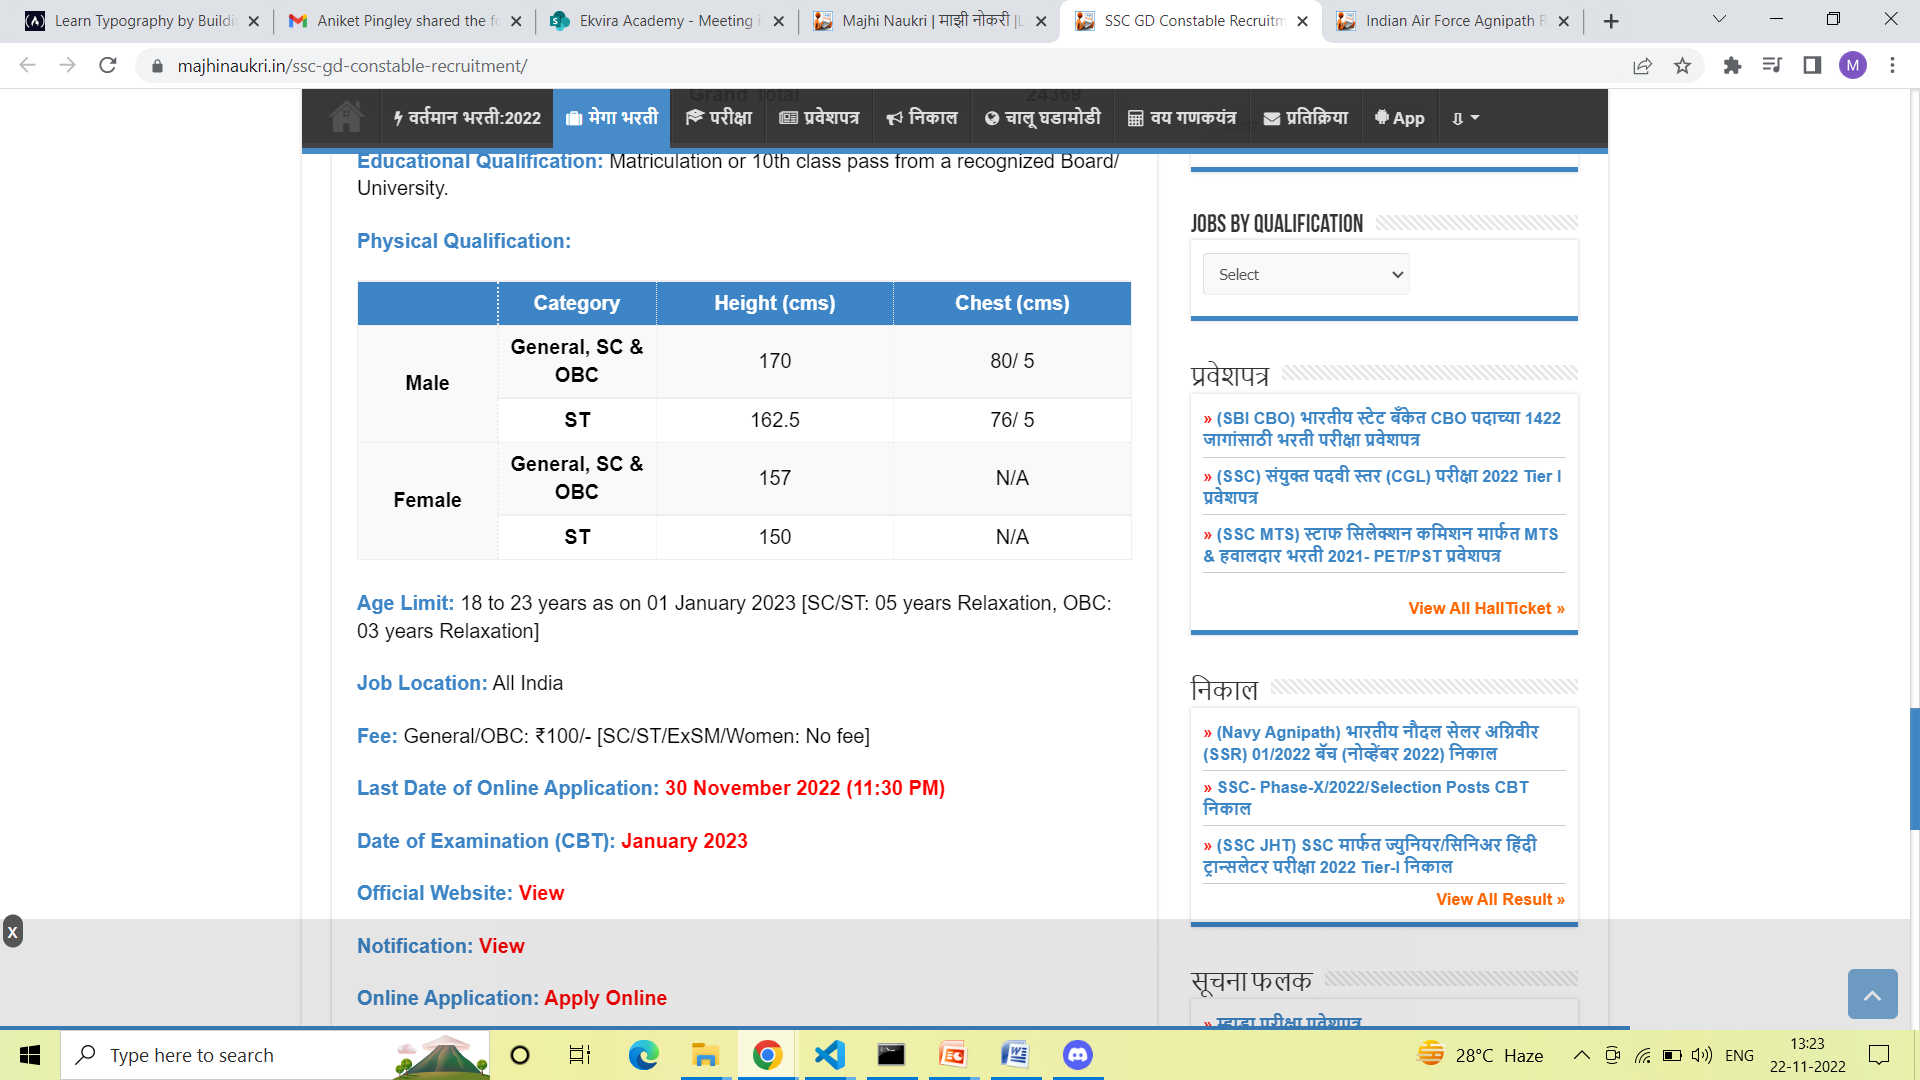 Learn Typography by Buildi
Aniket Pingley shared the fo
Ekvira Academy - Meeting i
Majhi Naukri | माझी नोकरी |L
SSC GD Constable Recruitm
Indian Air Force Agnipath R
majhinaukri.in/ssc-gd-constable-recruitment/
M
Grand Total 24369
वर्तमान भरती:2022
मेगा भरती
परीक्षा
प्रवेशपत्र
निकाल
चालू घडामोडी
वय गणकयंत्र
प्रतिक्रिया
App
Educational Qualification: Matriculation or 10th class pass from a recognized Board/
University.
Physical Qualification:
Category Height (cms) Chest (cms)
Male
General, SC &
OBC
170 80/ 5
ST 162.5 76/ 5
Female
General, SC &
OBC
157 N/A
ST 150 N/A
Age Limit: 18 to 23 years as on 01 January 2023 [SC/ST: 05 years Relaxation, OBC:
03 years Relaxation]
Job Location: All India
Fee: General/OBC: ₹100/- [SC/ST/ExSM/Women: No fee]
Last Date of Online Application: 30 November 2022 (11:30 PM)
Date of Examination (CBT): January 2023
Official Website: View
Notification: View
Online Application: Apply Online
X
JOBS BY QUALIFICATION
Select
प्रवेशपत्र
» (SBI CBO) भारतीय स्टेट बँकेत CBO पदाच्या 1422
जागांसाठी भरती परीक्षा प्रवेशपत्र
» (SSC) संयुक्त पदवी स्तर (CGL) परीक्षा 2022 Tier I
प्रवेशपत्र
» (SSC MTS) स्टाफ सिलेक्शन कमिशन मार्फत MTS
& हवालदार भरती 2021- PET/PST प्रवेशपत्र
View All HallTicket »
निकाल
» (Navy Agnipath) भारतीय नौदल सेलर अग्निवीर
(SSR) 01/2022 बॅच (नोव्हेंबर 2022) निकाल
» SSC- Phase-X/2022/Selection Posts CBT
निकाल
» (SSC JHT) SSC मार्फत ज्युनियर/सिनिअर हिंदी
ट्रान्सलेटर परीक्षा 2022 Tier-I निकाल
View All Result »
सूचना फलक
» म्हाडा परीक्षा प्रवेशपत्र
Type here to search
28°C Haze
ENG
13:23
22-11-2022